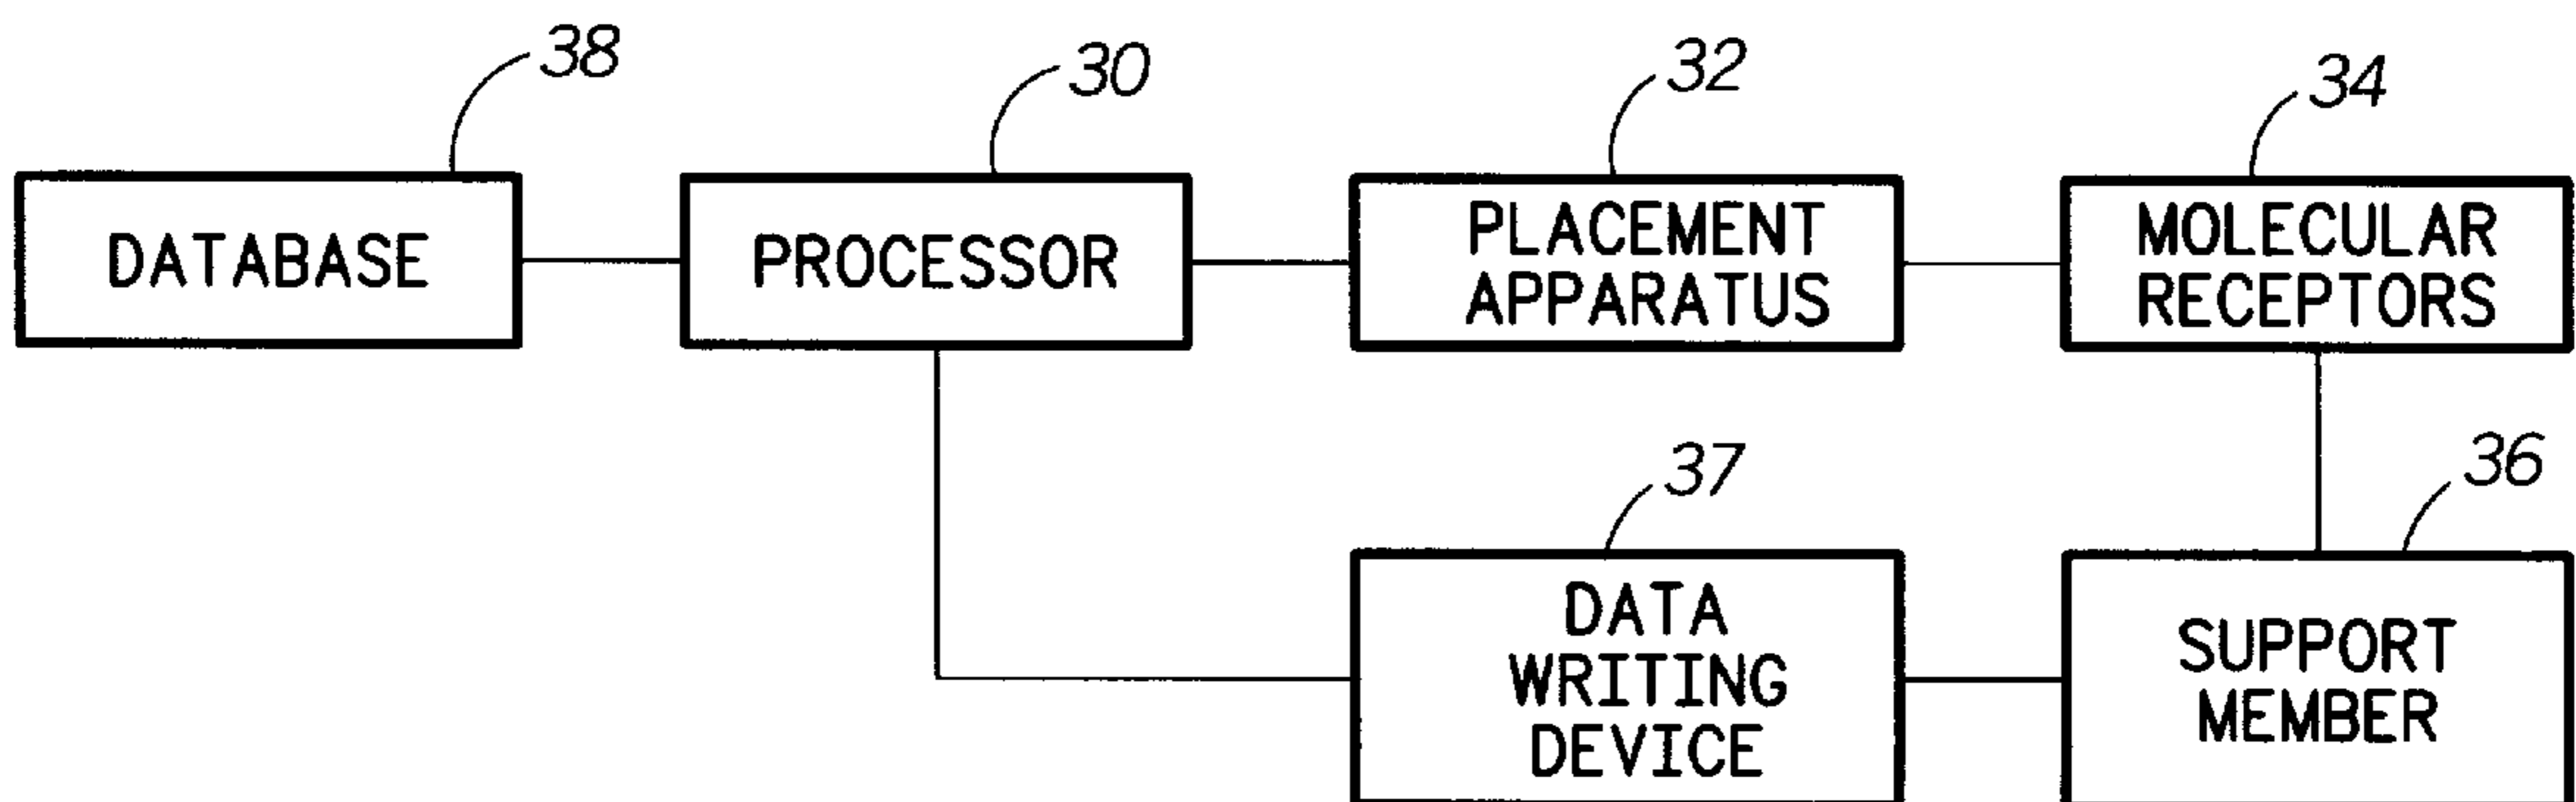 38
30
32
34
DATABASE
PROCESSOR
PLACEMENT
APPARATUS
MOLECULAR
RECEPTORS
37
36
DATA
WRITING
DEVICE
SUPPORT
MEMBER